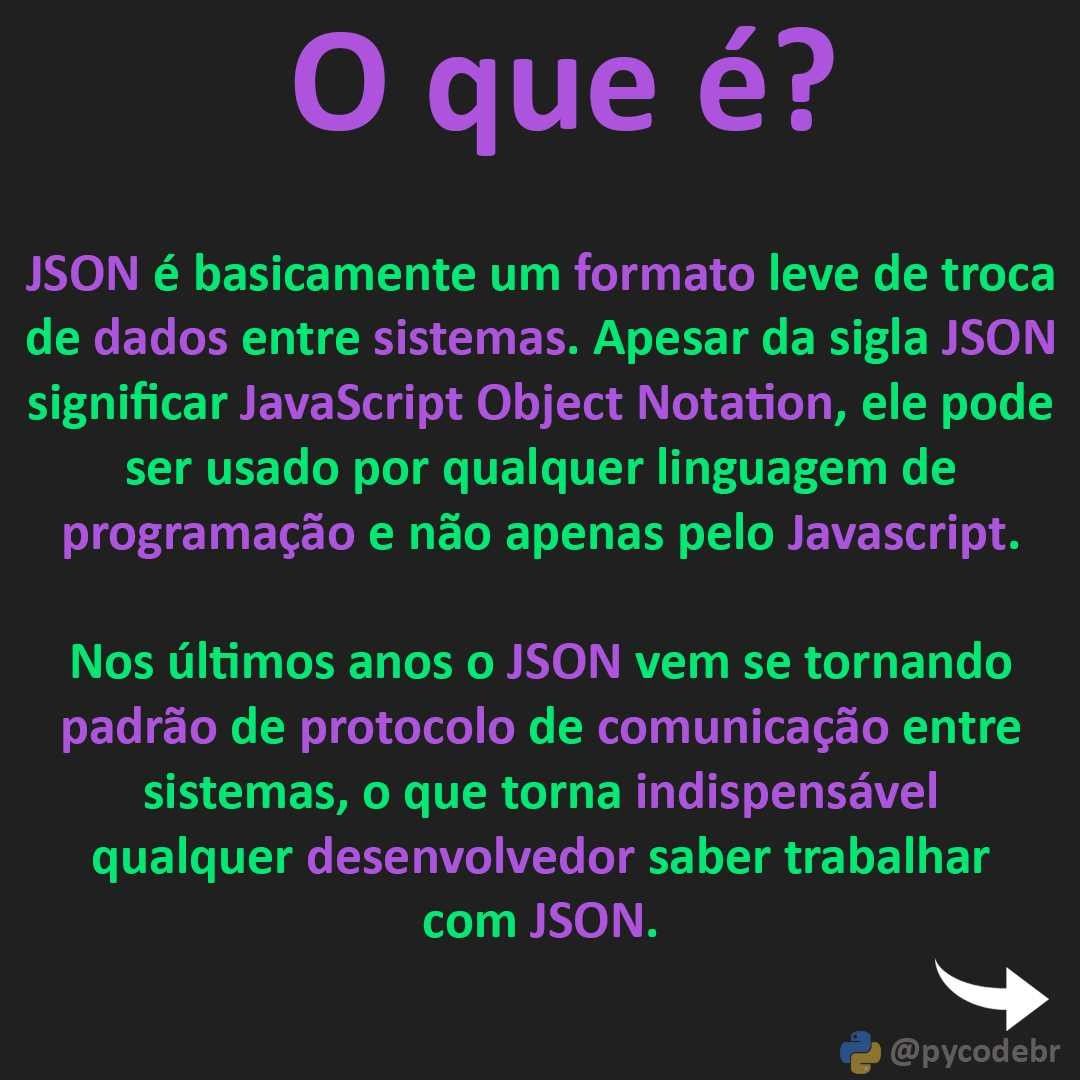 O que é?
JSON é basicamente um formato leve de troca
de dados entre sistemas. Apesar da sigla JSON
significar JavaScript Object Notation, ele pode
ser usado por qualquer linguagem de
programação e não apenas pelo Javascript.
Nos últimos anos o JSON vem se tornando
padrão de protocolo de comunicação entre
sistemas, o que torna indispensável
qualquer desenvolvedor saber trabalhar
com JSON.
@pycodebr